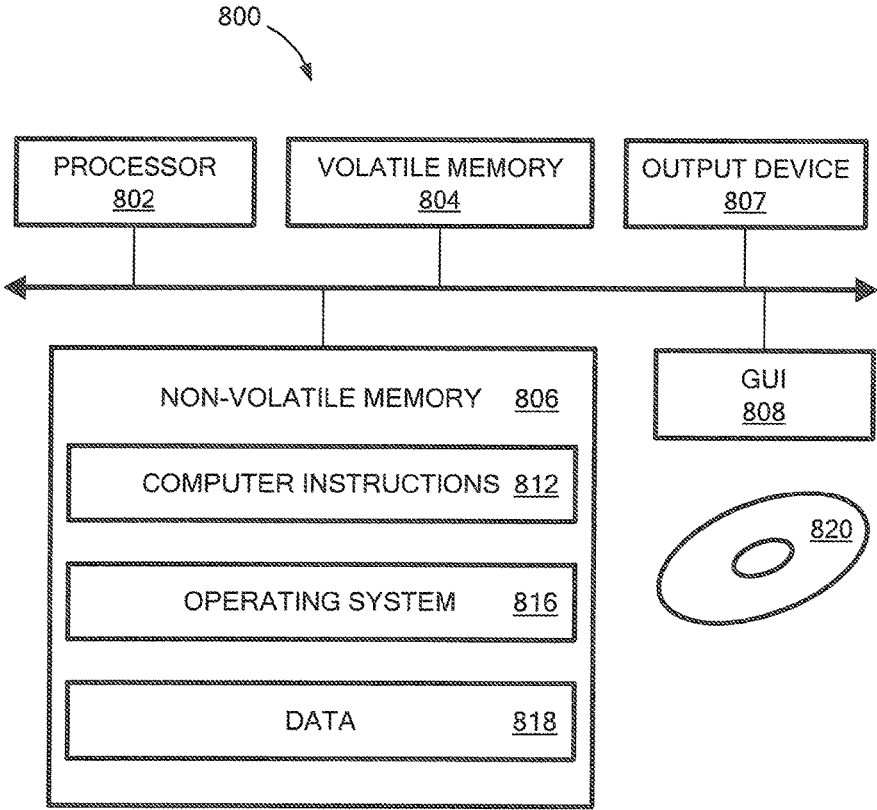 800
PROCESSOR
802
VOLATILE MEMORY
804
OUTPUT DEVICE
807
NON-VOLATILE MEMORY 806
COMPUTER INSTRUCTIONS 812
OPERATING SYSTEM 816
DATA 818
GUI
808
820